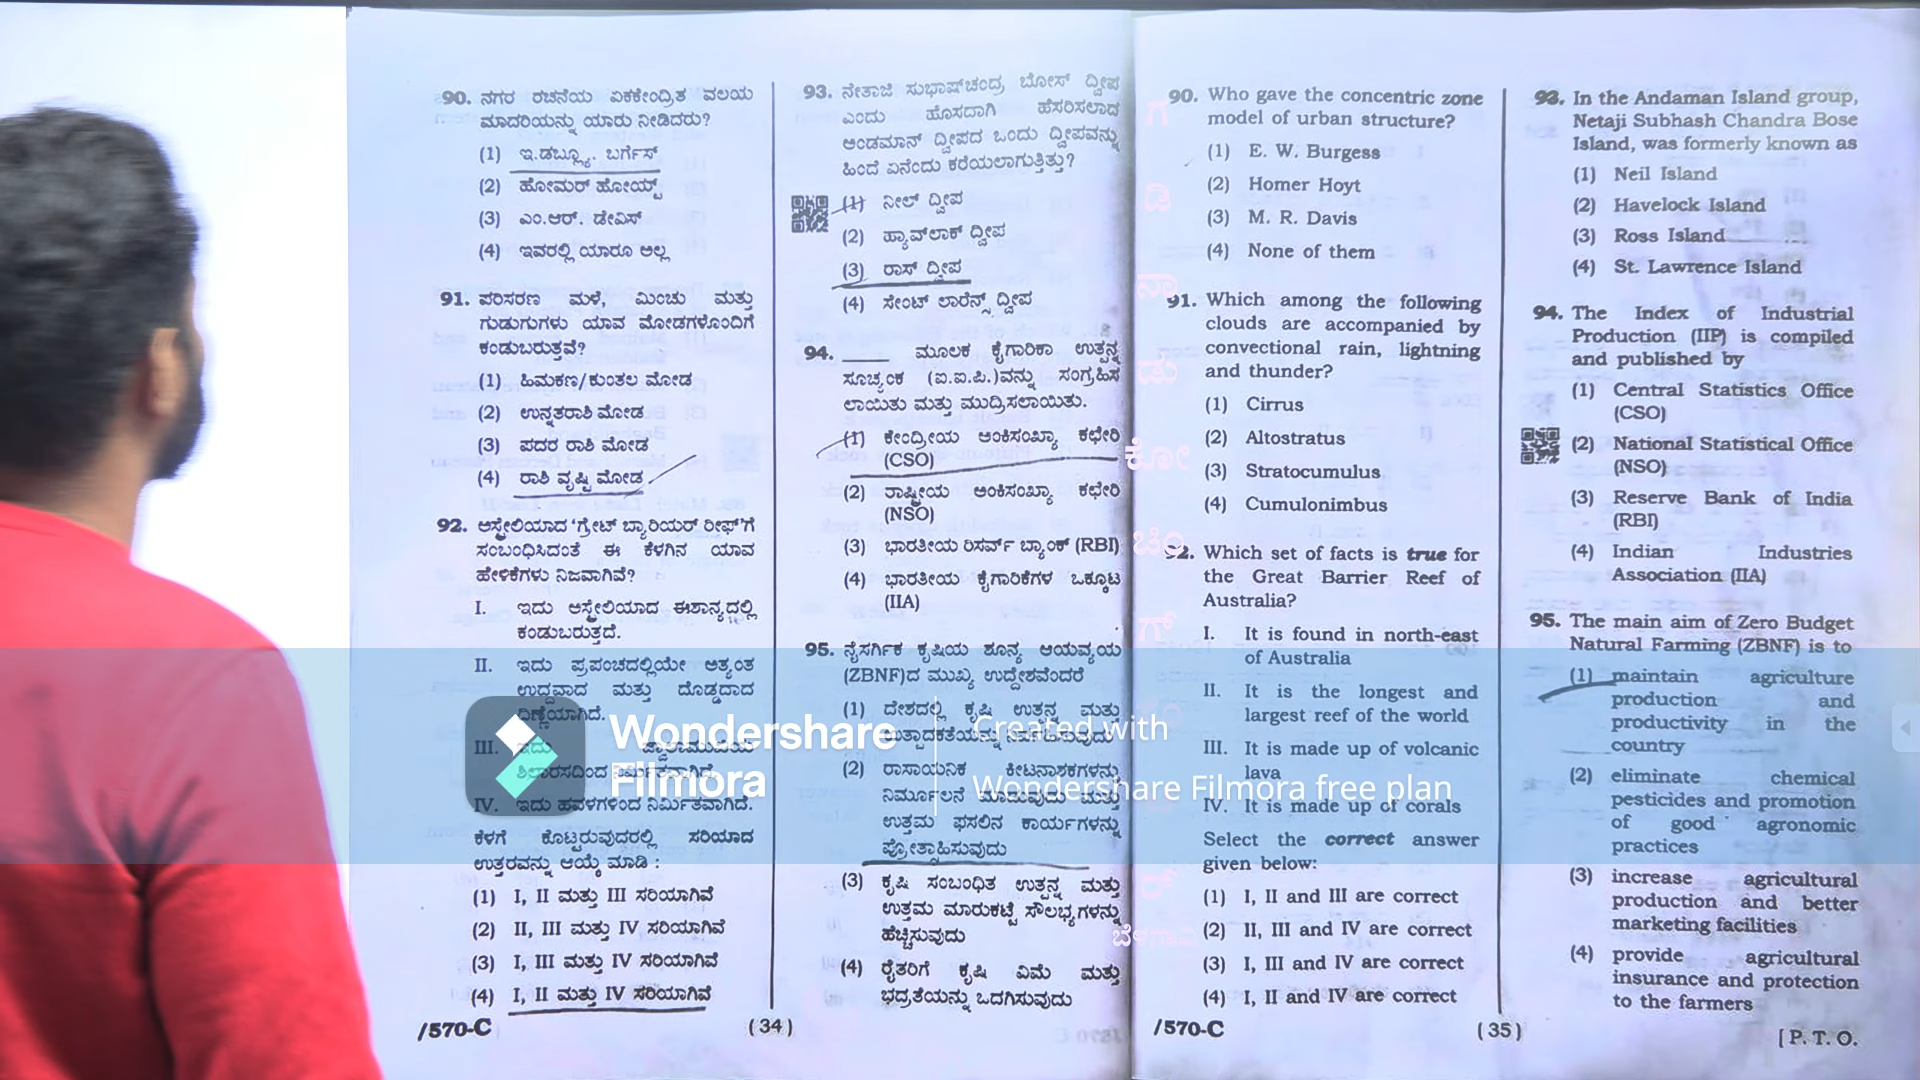 90. ನಗರ ರಚನೆಯ ಏಕಕೇಂದ್ರಿತ ವಲಯ
ಮಾದರಿಯನ್ನು ಯಾರು ನೀಡಿದರು?
(1) ಇ.ಡಬ್ಲ್ಯೂ. ಬರ್ಗೆಸ್
(2) ಹೋಮರ್ ಹೋಯ್ಟ್
(3) ಎಂ.ಆರ್. ಡೇವಿಸ್
(4) ಇವರಲ್ಲಿ ಯಾರೂ ಅಲ್ಲ
91. ಪರಿಸರಣ ಮಳೆ, ಮಿಂಚು ಮತ್ತು
ಗುಡುಗುಗಳು ಯಾವ ಮೋಡಗಳೊಂದಿಗೆ
ಕಂಡುಬರುತ್ತವೆ?
(1) ಹಿಮಕಣ/ಕುಂತಲ ಮೋಡ
(2) ಉನ್ನತರಾಶಿ ಮೋಡ
(3) ಪದರ ರಾಶಿ ಮೋಡ
(4) ರಾಶಿ ವೃಷ್ಟಿ ಮೋಡ
92. ಆಸ್ಟ್ರೇಲಿಯಾದ 'ಗ್ರೇಟ್ ಬ್ಯಾರಿಯರ್ ರೀಫ್'ಗೆ
ಸಂಬಂಧಿಸಿದಂತೆ ಈ ಕೆಳಗಿನ ಯಾವ
ಹೇಳಿಕೆಗಳು ನಿಜವಾಗಿವೆ?
I. ಇದು ಆಸ್ಟ್ರೇಲಿಯಾದ ಈಶಾನ್ಯದಲ್ಲಿ
ಕಂಡುಬರುತ್ತದೆ.
II. ಇದು ಪ್ರಪಂಚದಲ್ಲಿಯೇ ಅತ್ಯಂತ
ಉದ್ದವಾದ ಮತ್ತು ದೊಡ್ಡದಾದ
ದಿಣ್ಣೆಯಾಗಿದೆ.
III. ಇದು
IV. ಇದು ಹವಳಗಳಿಂದ ನಿರ್ಮಿತವಾಗಿದೆ.
ಕೆಳಗೆ ಕೊಟ್ಟಿರುವುದರಲ್ಲಿ ಸರಿಯಾದ
ಉತ್ತರವನ್ನು ಆಯ್ಕೆ ಮಾಡಿ :
(1) I, II ಮತ್ತು III ಸರಿಯಾಗಿವೆ
(2) II, III ಮತ್ತು IV ಸರಿಯಾಗಿವೆ
(3) I, III ಮತ್ತು IV ಸರಿಯಾಗಿವೆ
(4) I, II ಮತ್ತು IV ಸರಿಯಾಗಿವೆ
/570-C
93. ನೇತಾಜಿ ಸುಭಾಷ್‌ಚಂದ್ರ ಬೋಸ್ ದ್ವೀಪ
ಎಂದು ಹೊಸದಾಗಿ ಹೆಸರಿಸಲಾದ
ಅಂಡಮಾನ್ ದ್ವೀಪದ ಒಂದು ದ್ವೀಪವನ್ನು
ಹಿಂದೆ ಏನೆಂದು ಕರೆಯಲಾಗುತ್ತಿತ್ತು?
(1) ನೀಲ್ ದ್ವೀಪ
(2) ಹ್ಯಾವ್‌ಲಾಕ್ ದ್ವೀಪ
(3) ರಾಸ್ ದ್ವೀಪ
(4) ಸೇಂಟ್ ಲಾರೆನ್ಸ್ ದ್ವೀಪ
94. ____ ಮೂಲಕ ಕೈಗಾರಿಕಾ ಉತ್ಪನ್ನ
ಸೂಚ್ಯಂಕ (ಐ.ಐ.ಪಿ.)ವನ್ನು ಸಂಗ್ರಹಿಸ
ಲಾಯಿತು ಮತ್ತು ಮುದ್ರಿಸಲಾಯಿತು.
(1) ಕೇಂದ್ರೀಯ ಅಂಕಿಸಂಖ್ಯಾ ಕಛೇರಿ
(CSO)
(2) ರಾಷ್ಟ್ರೀಯ ಅಂಕಿಸಂಖ್ಯಾ ಕಛೇರಿ
(NSO)
(3) ಭಾರತೀಯ ರಿಸರ್ವ್ ಬ್ಯಾಂಕ್ (RBI)
(4) ಭಾರತೀಯ ಕೈಗಾರಿಕೆಗಳ ಒಕ್ಕೂಟ
(IIA)
95. ನೈಸರ್ಗಿಕ ಕೃಷಿಯ ಶೂನ್ಯ ಆಯವ್ಯಯ
(ZBNF)ದ ಮುಖ್ಯ ಉದ್ದೇಶವೆಂದರೆ
(1) ದೇಶದಲ್ಲಿ ಕೃಷಿ ಉತ್ಪನ್ನ ಮತ್ತು
(2) ರಾಸಾಯನಿಕ ಕೀಟನಾಶಕಗಳನ್ನು
ನಿರ್ಮೂಲನೆ ಮಾಡುವುದು ಮತ್ತು
ಉತ್ತಮ ಫಸಲಿನ ಕಾರ್ಯಗಳನ್ನು
ಪ್ರೋತ್ಸಾಹಿಸುವುದು
(3) ಕೃಷಿ ಸಂಬಂಧಿತ ಉತ್ಪನ್ನ ಮತ್ತು
ಉತ್ತಮ ಮಾರುಕಟ್ಟೆ ಸೌಲಭ್ಯಗಳನ್ನು
ಹೆಚ್ಚಿಸುವುದು
(4) ರೈತರಿಗೆ ಕೃಷಿ ವಿಮೆ ಮತ್ತು
ಭದ್ರತೆಯನ್ನು ಒದಗಿಸುವುದು
(34)
90. Who gave the concentric zone
model of urban structure?
(1) E. W. Burgess
(2) Homer Hoyt
(3) M. R. Davis
(4) None of them
91. Which among the following
clouds are accompanied by
convectional rain, lightning
and thunder?
(1) Cirrus
(2) Altostratus
(3) Stratocumulus
(4) Cumulonimbus
92. Which set of facts is true for
the Great Barrier Reef of
Australia?
I. It is found in north-east
of Australia
II. It is the longest and
largest reef of the world
III. It is made up of volcanic
lava
IV. It is made up of corals
Select the correct answer
given below:
(1) I, II and III are correct
(2) II, III and IV are correct
(3) I, III and IV are correct
(4) I, II and IV are correct
/570-C
93. In the Andaman Island group,
Netaji Subhash Chandra Bose
Island, was formerly known as
(1) Neil Island
(2) Havelock Island
(3) Ross Island
(4) St. Lawrence Island
94. The Index of Industrial
Production (IIP) is compiled
and published by
(1) Central Statistics Office
(CSO)
(2) National Statistical Office
(NSO)
(3) Reserve Bank of India
(RBI)
(4) Indian Industries
Association (IIA)
95. The main aim of Zero Budget
Natural Farming (ZBNF) is to
(1) maintain agriculture
production and
productivity in the
country
(2) eliminate chemical
pesticides and promotion
of good agronomic
practices
(3) increase agricultural
production and better
marketing facilities
(4) provide agricultural
insurance and protection
to the farmers
(35)
[ P. T. O.
Wondershare
Filmora
Created with
Wondershare Filmora free plan